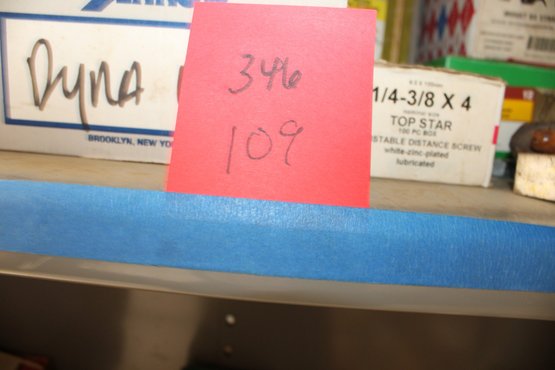 346
109
Dyna
BROOKLYN, NEW YORK
1/4-3/8 X 4
TOP STAR
100 PC BOX
STABLE DISTANCE SCREW
white-zinc-plated
lubricated